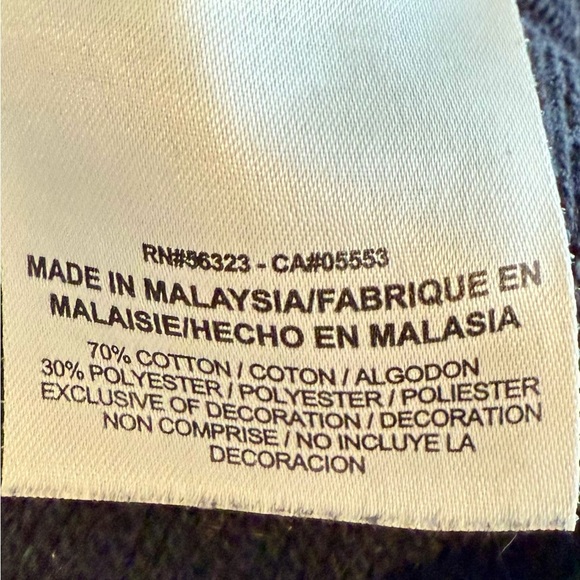 RN#56323 - CA#05553
MADE IN MALAYSIA/FABRIQUE EN
MALAISIE/HECHO EN MALASIA
70% COTTON / COTON / ALGODON
30% POLYESTER / POLYESTER / POLIESTER
EXCLUSIVE OF DECORATION / DECORATION
NON COMPRISE / NO INCLUYE LA
DECORACION